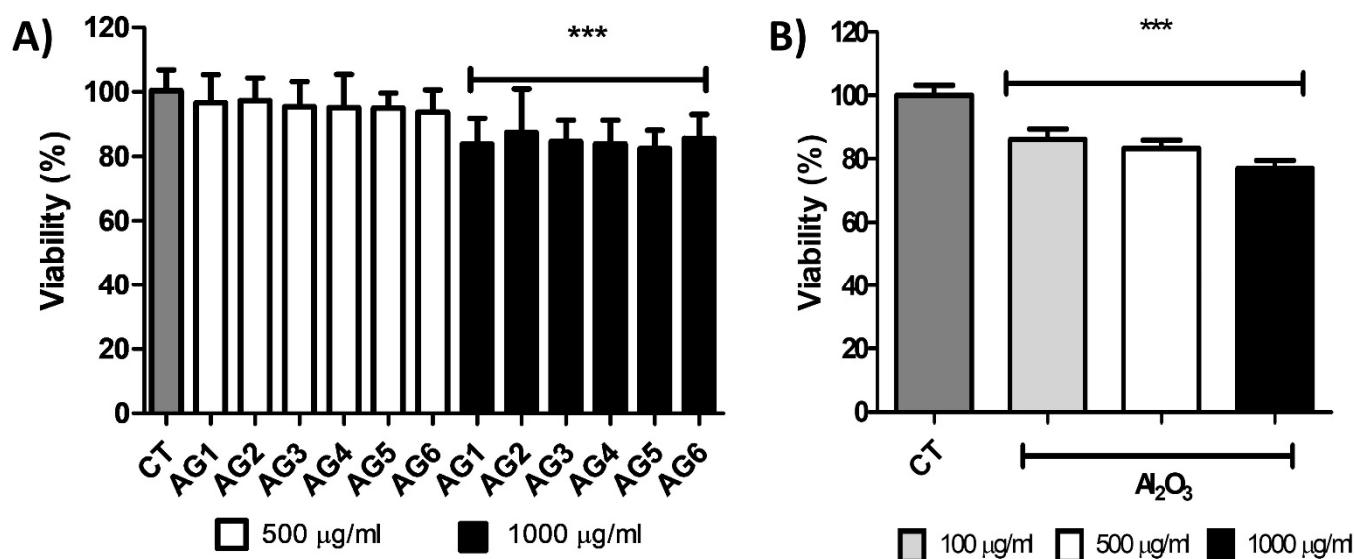 A)
Viability (%)
120
100
80
60
40
20
0
***
CT AG1 AG2 AG3 AG4 AG5 AG6 AG1 AG2 AG3 AG4 AG5 AG6
500 μg/ml 1000 μg/ml
B)
Viability (%)
120
100
80
60
40
20
0
***
CT
Al₂O₃
100 μg/ml 500 μg/ml 1000 μg/ml